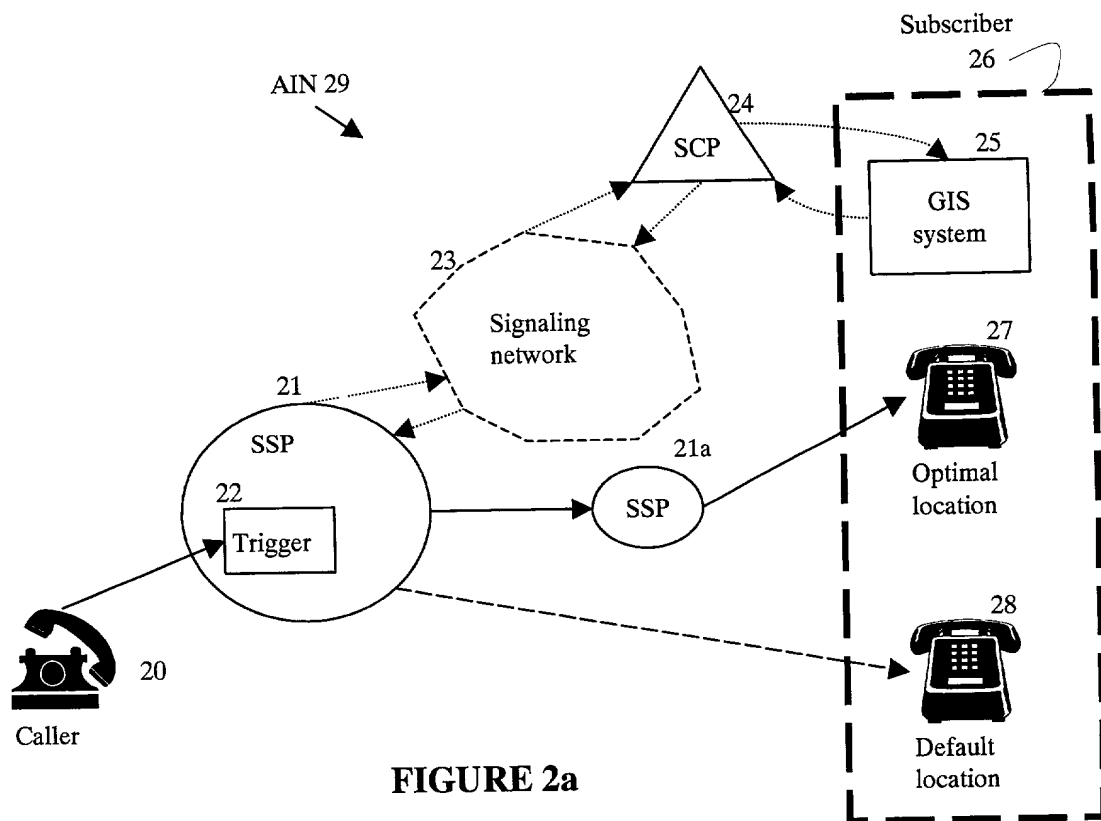 Subscriber
26
AIN 29
24
SCP
25
GIS
system
23
Signaling
network
27
21
SSP
21a
Optimal
location
22
SSP
Trigger
28
20
Caller
Default
location
FIGURE 2a